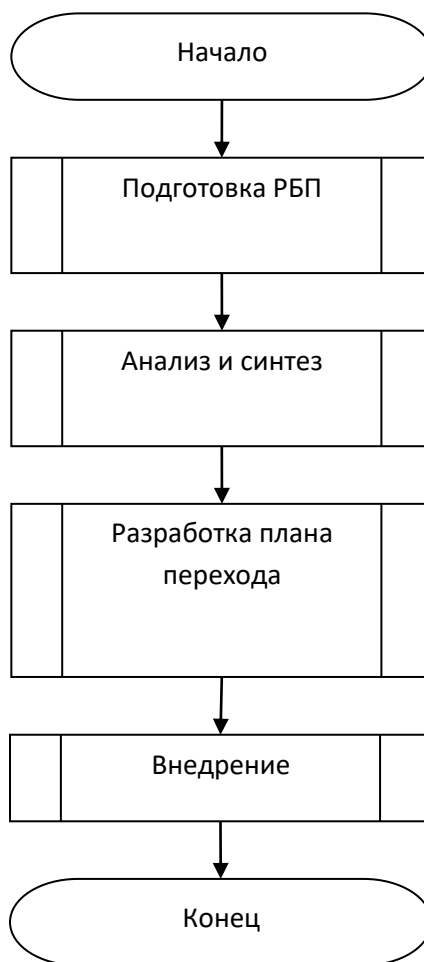 Начало
Подготовка РБП
Анализ и синтез
Разработка плана
перехода
Внедрение
Конец